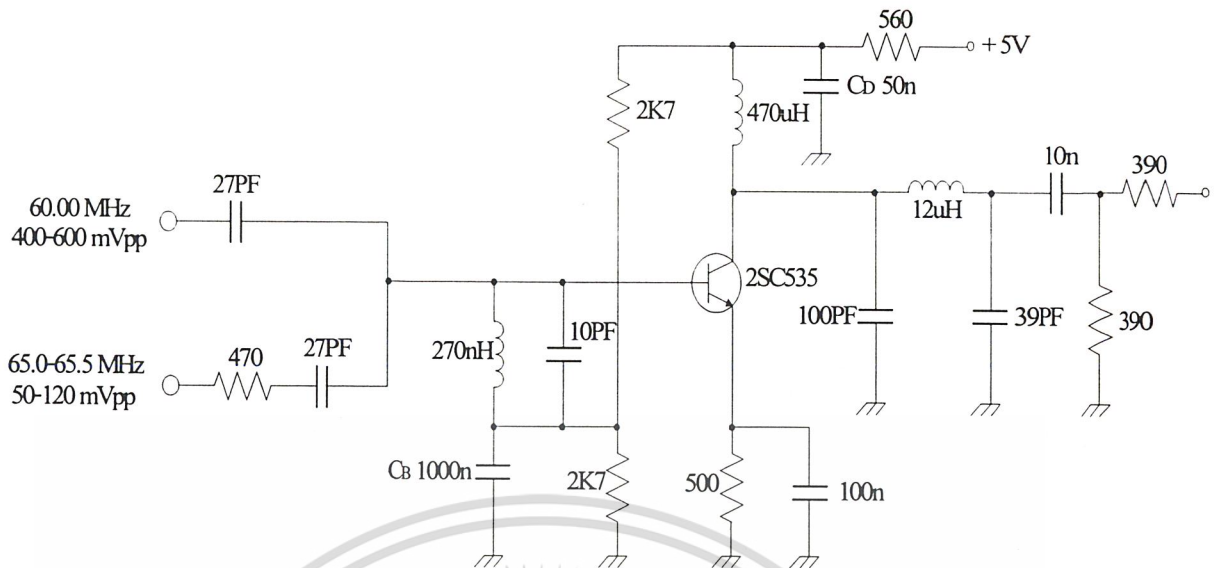 560
+5V
CD 50n
2K7
470uH
10n
390
27PF
12uH
60.00 MHz
400-600 mVpp
2SC535
100PF
39PF
390
10PF
270nH
65.0-65.5 MHz
50-120 mVpp
470
27PF
CB 1000n
2K7
500
100n